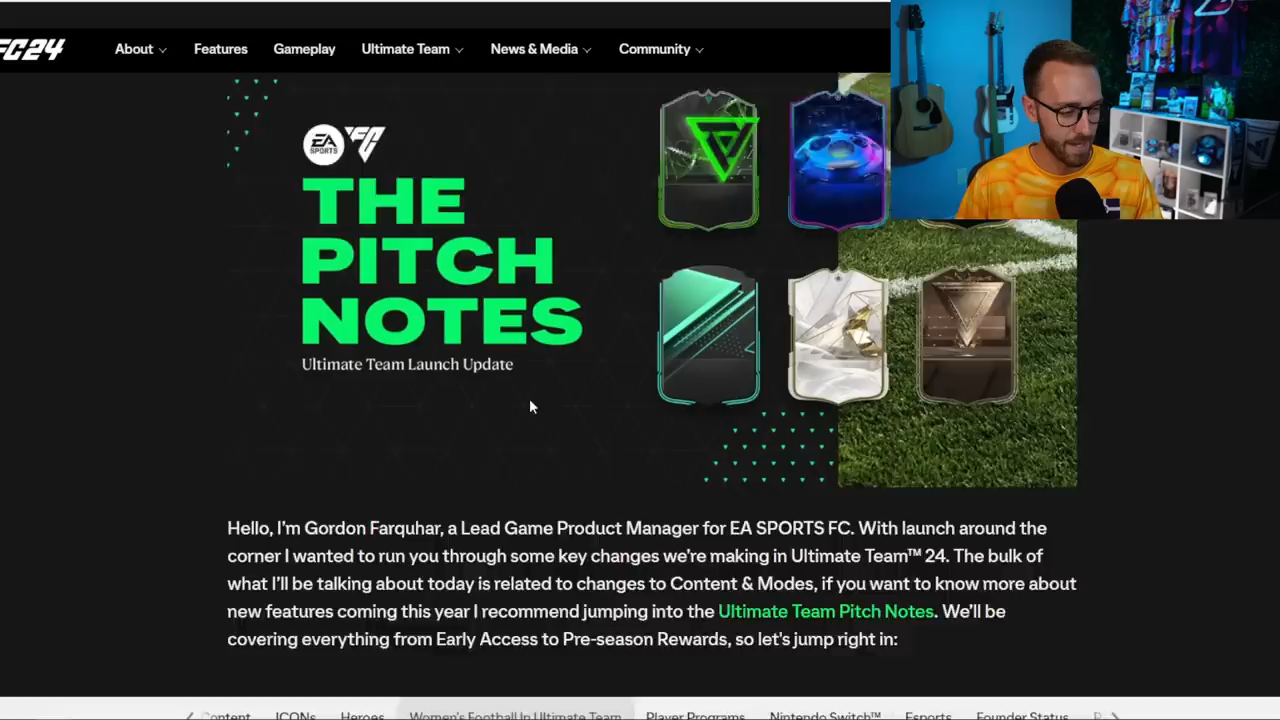 FC24
About
Features
Gameplay
Ultimate Team
News & Media
Community
EA
SPORTS
FC
THE
PITCH
NOTES
Ultimate Team Launch Update
Hello, I'm Gordon Farquhar, a Lead Game Product Manager for EA SPORTS FC. With launch around the
corner I wanted to run you through some key changes we're making in Ultimate Team™ 24. The bulk of
what I'll be talking about today is related to changes to Content & Modes, if you want to know more about
new features coming this year I recommend jumping into the Ultimate Team Pitch Notes. We'll be
covering everything from Early Access to Pre-season Rewards, so let's jump right in:
Content
ICONs
Heroes
Women's Football In Ultimate Team
Player Programs
Nintendo Switch™
Esports
Founder Status